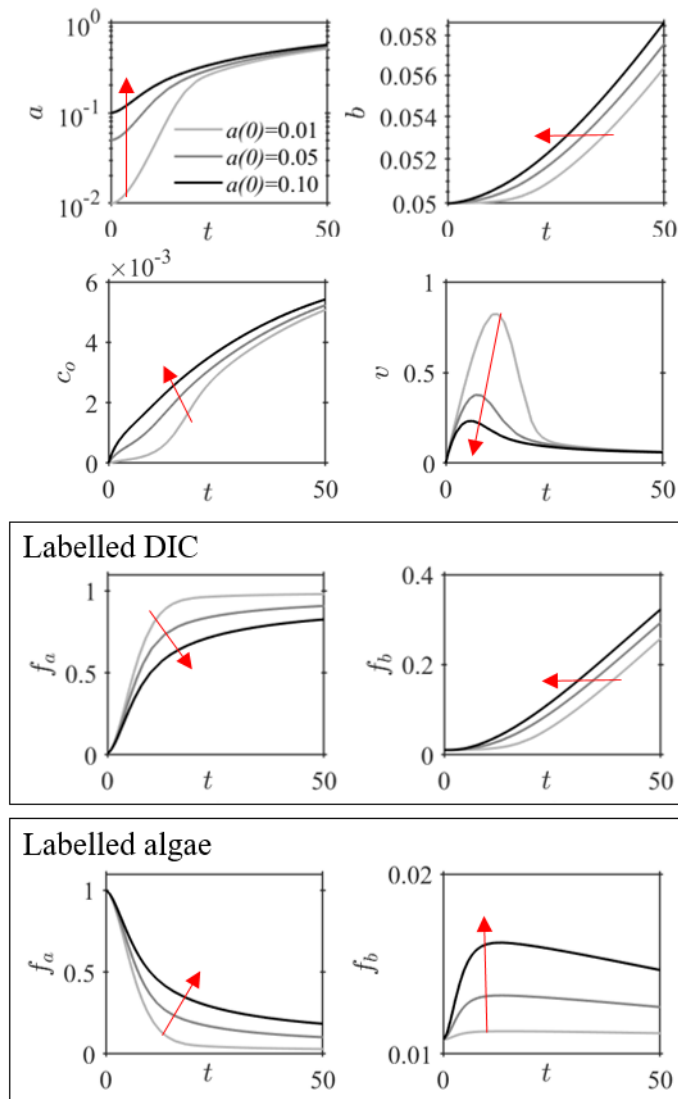 10^0
10^-1
10^-2
a
a(0)=0.01
a(0)=0.05
a(0)=0.10
0
t
50
0.058
0.056
0.054
0.052
0.05
b
0
t
50
×10^-3
6
4
2
0
c_o
0
t
50
1
0.5
0
v
0
t
50
Labelled DIC
1
0.5
0
f_a
0
t
50
0.4
0.2
0
f_b
0
t
50
Labelled algae
1
0.5
0
f_a
0
t
50
0.02
0.01
f_b
0
t
50